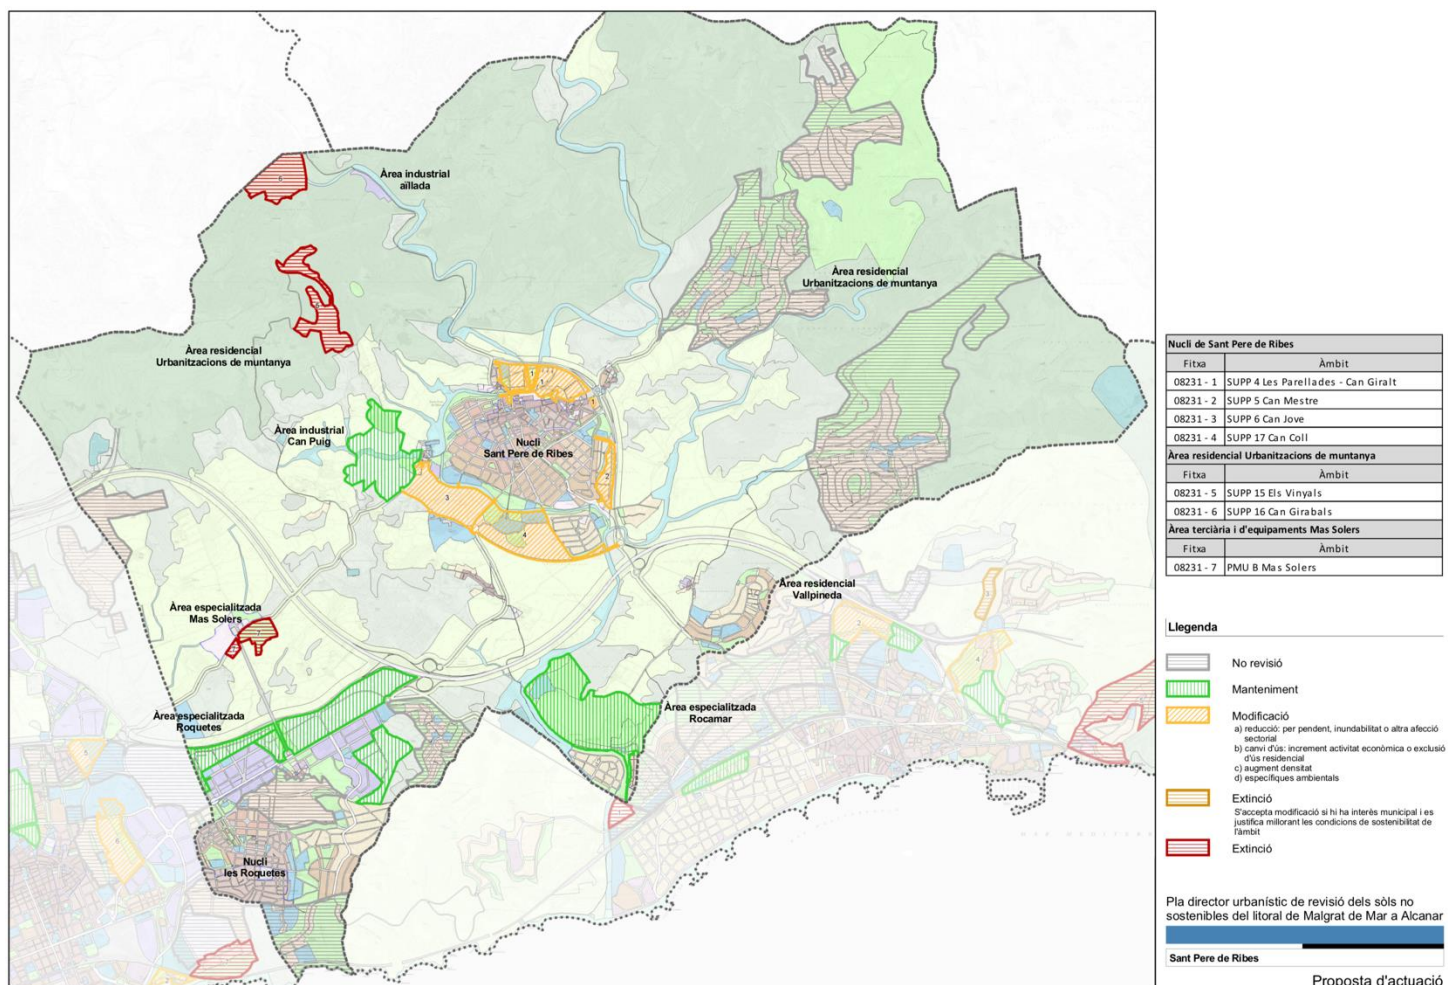 Àrea industrial
aïllada
Àrea residencial
Urbanitzacions de muntanya
Àrea residencial
Urbanitzacions de muntanya
Àrea industrial
Can Puig
Nucli
Sant Pere de Ribes
Àrea residencial
Vallpineda
Àrea especialitzada
Mas Solers
Àrea especialitzada
Roquetes
Àrea especialitzada
Rocamar
Nucli
les Roquetes
1
1
1
2
3
4
7
Nucli de Sant Pere de Ribes
Fitxa Àmbit
08231 - 1 SUPP 4 Les Parellades - Can Giralt
08231 - 2 SUPP 5 Can Mestre
08231 - 3 SUPP 6 Can Jove
08231 - 4 SUPP 17 Can Coll
Àrea residencial Urbanitzacions de muntanya
Fitxa Àmbit
08231 - 5 SUPP 15 Els Vinyals
08231 - 6 SUPP 16 Can Girabals
Àrea terciària i d'equipaments Mas Solers
Fitxa Àmbit
08231 - 7 PMU B Mas Solers
Llegenda
No revisió
Manteniment
Modificació
a) reducció: per pendent, inundabilitat o altra afecció
sectorial
b) canvi d'ús: increment activitat econòmica o exclusió
d'ús residencial
c) augment densitat
d) específiques ambientals
Extinció
S'accepta modificació si hi ha interès municipal i es
justifica millorant les condicions de sostenibilitat de
l'àmbit
Extinció
Pla director urbanístic de revisió dels sòls no
sostenibles del litoral de Malgrat de Mar a Alcanar
Sant Pere de Ribes
Proposta d'actuació